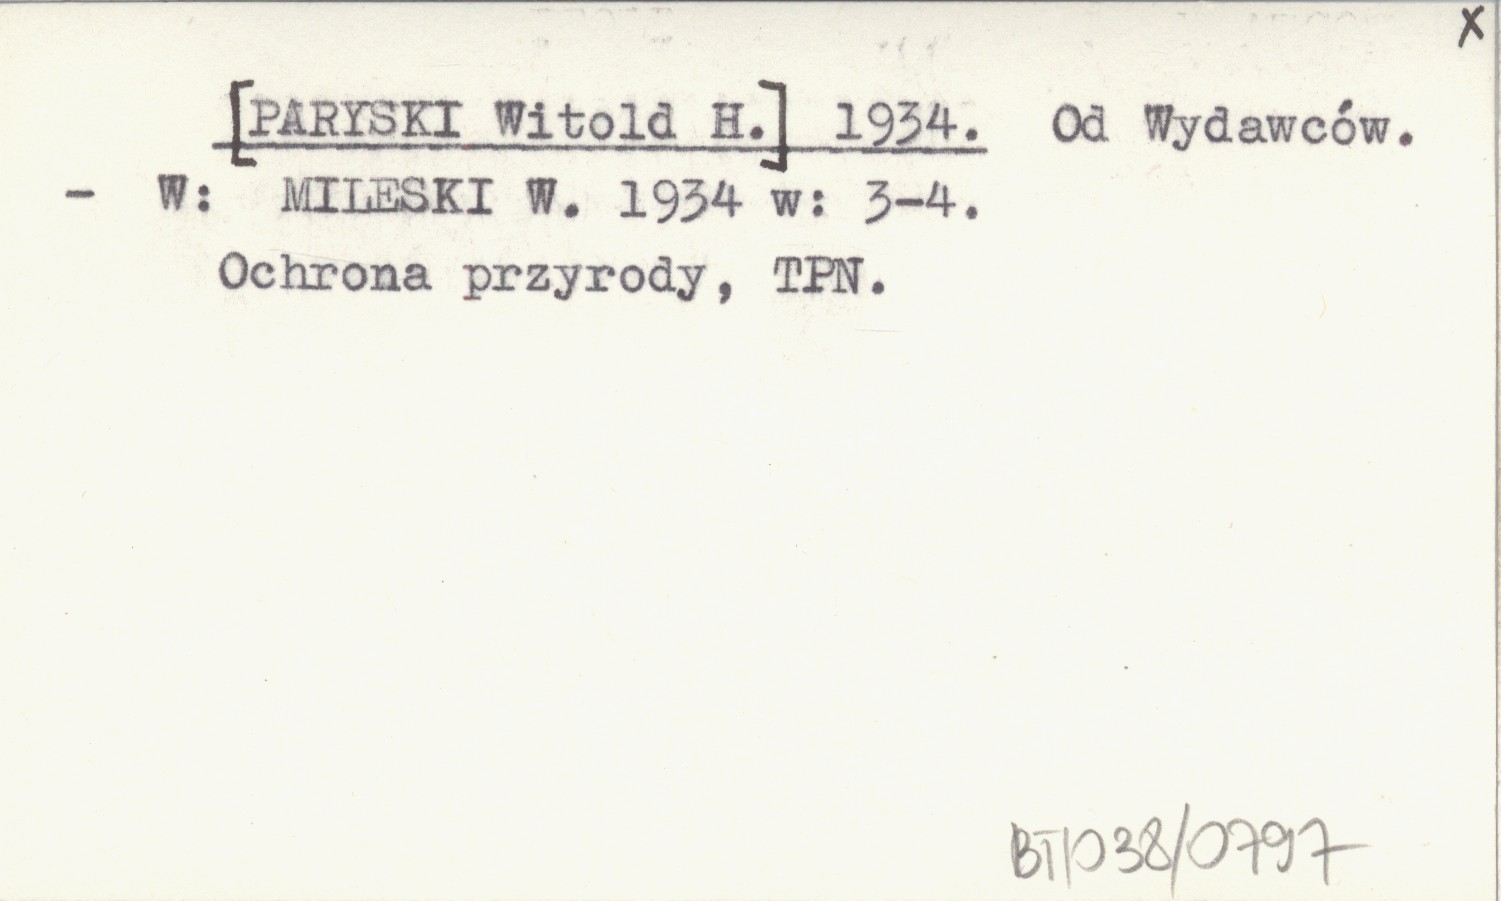 X
[PARYSKI Witold H.] 1934. Od Wydawców.
- W: MILESKI W. 1934 w: 3-4.
Ochrona przyrody, TPN.
BT/038/0797